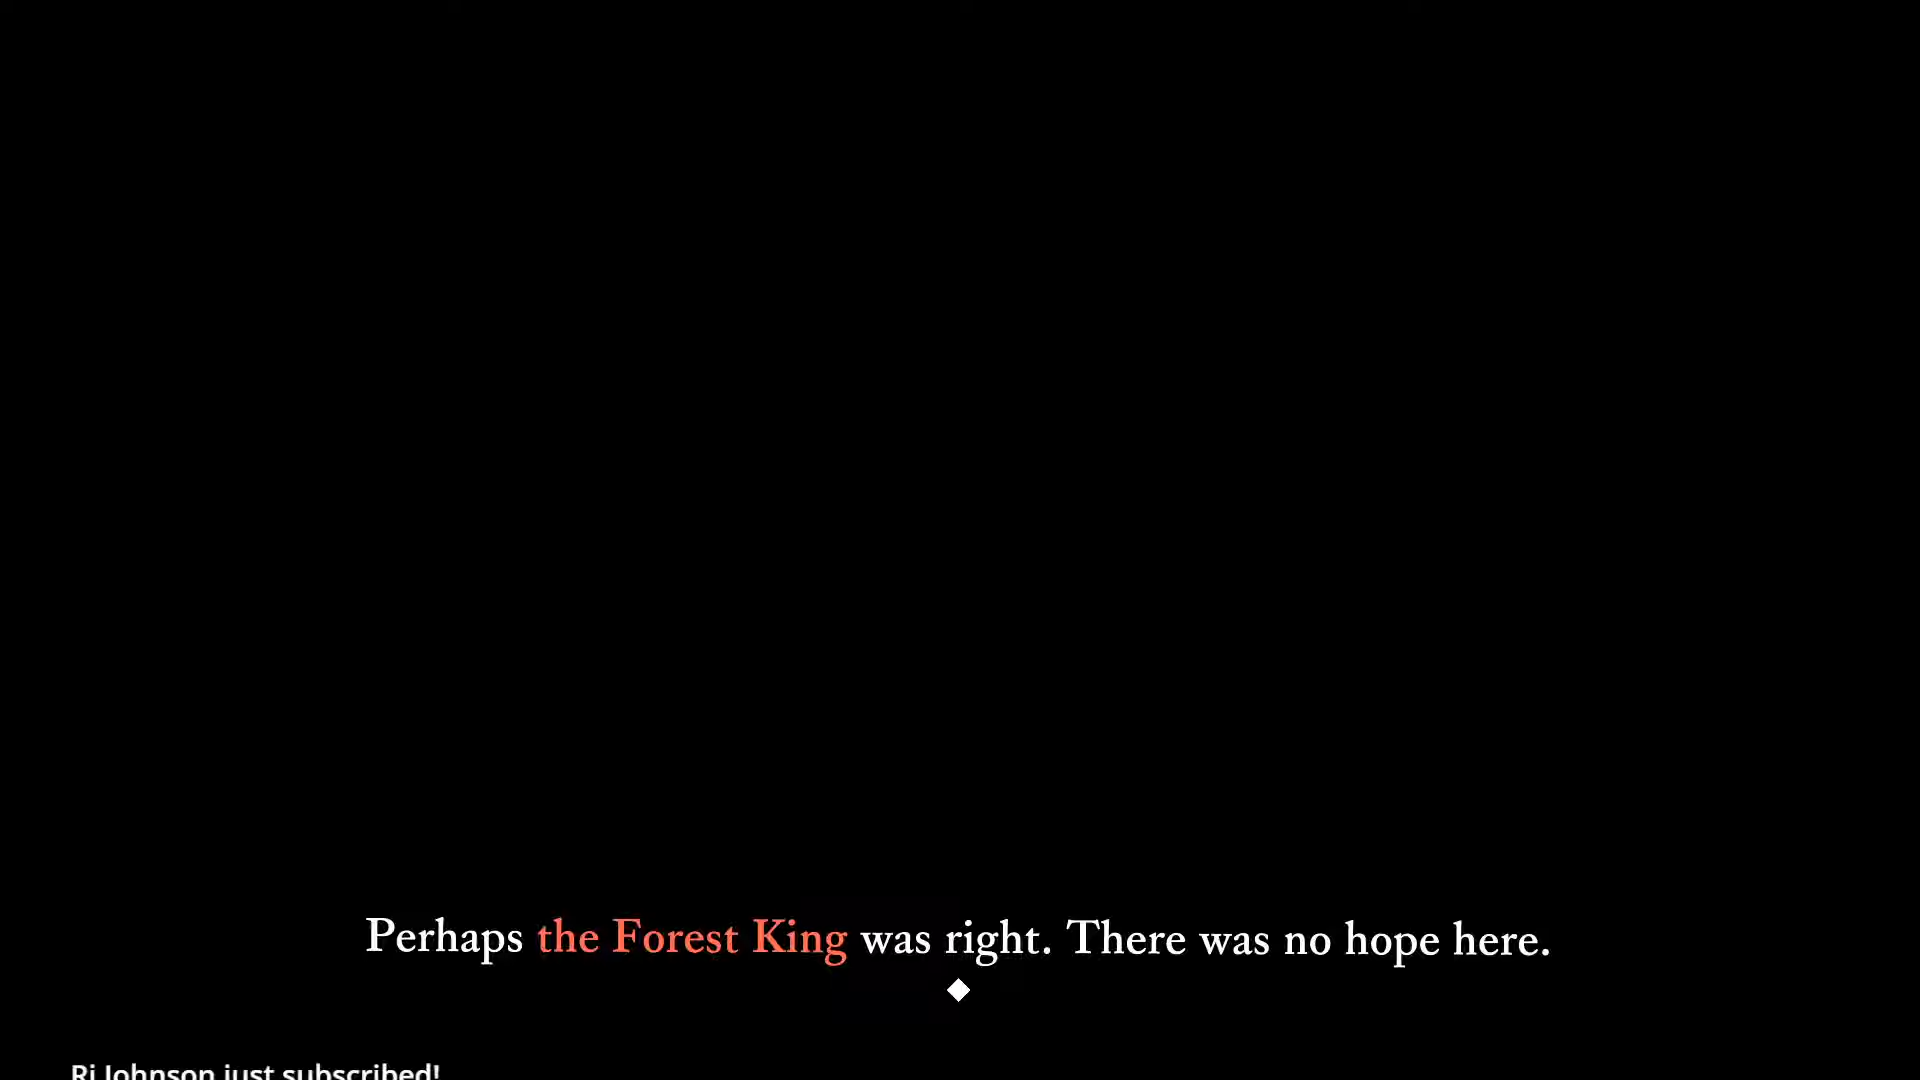 Perhaps the Forest King was right. There was no hope here.
Rj Johnson just subscribed!